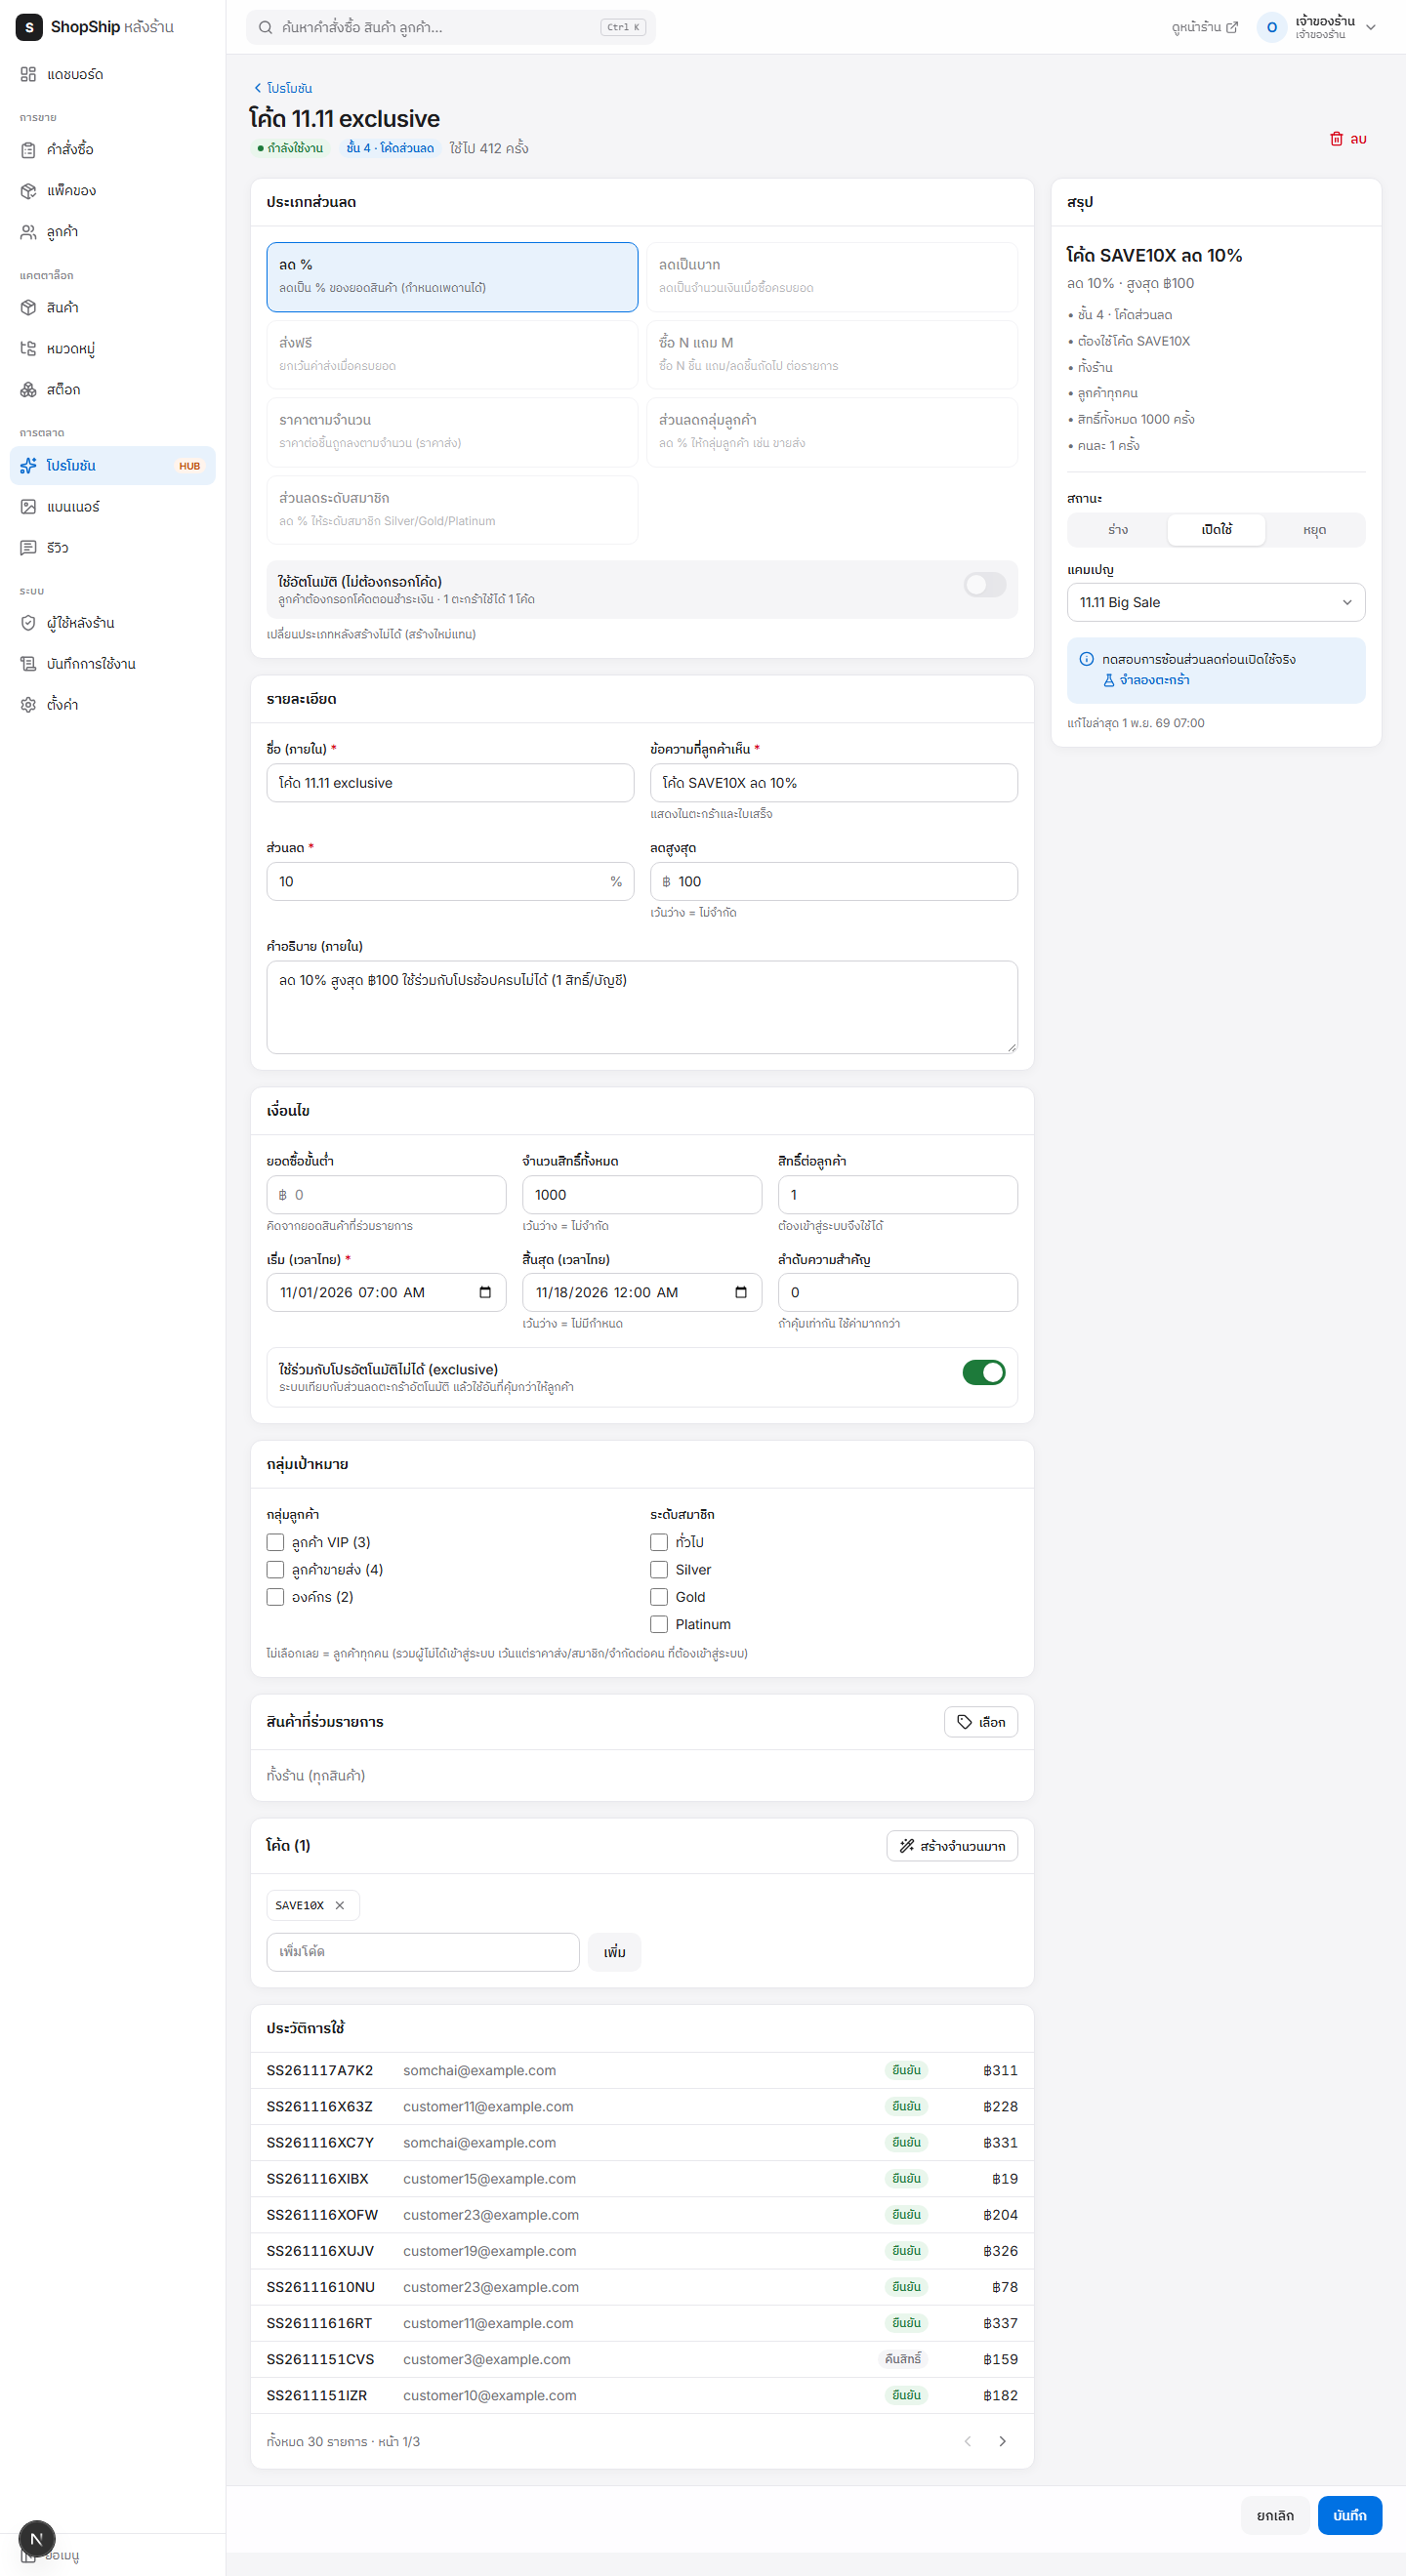 S ShopShip หลังร้าน
ค้นหาคำสั่งซื้อ สินค้า ลูกค้า... Ctrl K
ดูหน้าร้าน
O เจ้าของร้าน
เจ้าของร้าน
แดชบอร์ด
การขาย
คำสั่งซื้อ
แพ็คของ
ลูกค้า
แคตตาล็อก
สินค้า
หมวดหมู่
สต็อก
การตลาด
โปรโมชัน HUB
แบนเนอร์
รีวิว
ระบบ
ผู้ใช้หลังร้าน
บันทึกการใช้งาน
ตั้งค่า
N
ย่อเมนู
โปรโมชัน
โค้ด 11.11 exclusive
กำลังใช้งาน ชั้น 4 · โค้ดส่วนลด ใช้ไป 412 ครั้ง
ลบ
ประเภทส่วนลด
ลด %
ลดเป็น % ของยอดสินค้า (กำหนดเพดานได้)
ลดเป็นบาท
ลดเป็นจำนวนเงินเมื่อซื้อครบยอด
ส่งฟรี
ยกเว้นค่าส่งเมื่อครบยอด
ซื้อ N แถม M
ซื้อ N ชิ้น แถม/ลดชิ้นถัดไป ต่อรายการ
ราคาตามจำนวน
ราคาต่อชิ้นถูกลงตามจำนวน (ราคาส่ง)
ส่วนลดกลุ่มลูกค้า
ลด % ให้กลุ่มลูกค้า เช่น ขายส่ง
ส่วนลดระดับสมาชิก
ลด % ให้ระดับสมาชิก Silver/Gold/Platinum
ใช้อัตโนมัติ (ไม่ต้องกรอกโค้ด)
ลูกค้าต้องกรอกโค้ดตอนชำระเงิน · 1 ตะกร้าใช้ได้ 1 โค้ด
เปลี่ยนประเภทหลังสร้างไม่ได้ (สร้างใหม่แทน)
สรุป
โค้ด SAVE10X ลด 10%
ลด 10% · สูงสุด ฿100
• ชั้น 4 · โค้ดส่วนลด
• ต้องใช้โค้ด SAVE10X
• ทั้งร้าน
• ลูกค้าทุกคน
• สิทธิ์ทั้งหมด 1000 ครั้ง
• คนละ 1 ครั้ง
สถานะ
ร่าง เปิดใช้ หยุด
แคมเปญ
11.11 Big Sale
ทดสอบการซ้อนส่วนลดก่อนเปิดใช้จริง
จำลองตะกร้า
แก้ไขล่าสุด 1 พ.ย. 69 07:00
รายละเอียด
ชื่อ (ภายใน) *
โค้ด 11.11 exclusive
ข้อความที่ลูกค้าเห็น *
โค้ด SAVE10X ลด 10%
แสดงในตะกร้าและใบเสร็จ
ส่วนลด *
10 %
ลดสูงสุด
฿ 100
เว้นว่าง = ไม่จำกัด
คำอธิบาย (ภายใน)
ลด 10% สูงสุด ฿100 ใช้ร่วมกับโปรช้อปครบไม่ได้ (1 สิทธิ์/บัญชี)
เงื่อนไข
ยอดซื้อขั้นต่ำ
฿ 0
คิดจากยอดสินค้าที่ร่วมรายการ
จำนวนสิทธิ์ทั้งหมด
1000
เว้นว่าง = ไม่จำกัด
สิทธิ์ต่อลูกค้า
1
ต้องเข้าสู่ระบบจึงใช้ได้
เริ่ม (เวลาไทย) *
11/01/2026 07:00 AM
สิ้นสุด (เวลาไทย)
11/18/2026 12:00 AM
เว้นว่าง = ไม่มีกำหนด
ลำดับความสำคัญ
0
ถ้าคุ้มเท่ากัน ใช้ค่ามากกว่า
ใช้ร่วมกับโปรอัตโนมัติไม่ได้ (exclusive)
ระบบเทียบกับส่วนลดตะกร้าอัตโนมัติ แล้วใช้อันที่คุ้มกว่าให้ลูกค้า
กลุ่มเป้าหมาย
กลุ่มลูกค้า
ลูกค้า VIP (3)
ลูกค้าขายส่ง (4)
องค์กร (2)
ระดับสมาชิก
ทั่วไป
Silver
Gold
Platinum
ไม่เลือกเลย = ลูกค้าทุกคน (รวมผู้ไม่ได้เข้าสู่ระบบ เว้นแต่ราคาส่ง/สมาชิก/จำกัดต่อคน ที่ต้องเข้าสู่ระบบ)
สินค้าที่ร่วมรายการ เลือก
ทั้งร้าน (ทุกสินค้า)
โค้ด (1) สร้างจำนวนมาก
SAVE10X
เพิ่มโค้ด เพิ่ม
ประวัติการใช้
SS261117A7K2 somchai@example.com ยืนยัน ฿311
SS261116X63Z customer11@example.com ยืนยัน ฿228
SS261116XC7Y somchai@example.com ยืนยัน ฿331
SS261116XIBX customer15@example.com ยืนยัน ฿19
SS261116XOFW customer23@example.com ยืนยัน ฿204
SS261116XUJV customer19@example.com ยืนยัน ฿326
SS26111610NU customer23@example.com ยืนยัน ฿78
SS26111616RT customer11@example.com ยืนยัน ฿337
SS2611151CVS customer3@example.com คืนสิทธิ์ ฿159
SS2611151IZR customer10@example.com ยืนยัน ฿182
ทั้งหมด 30 รายการ · หน้า 1/3
ยกเลิก บันทึก